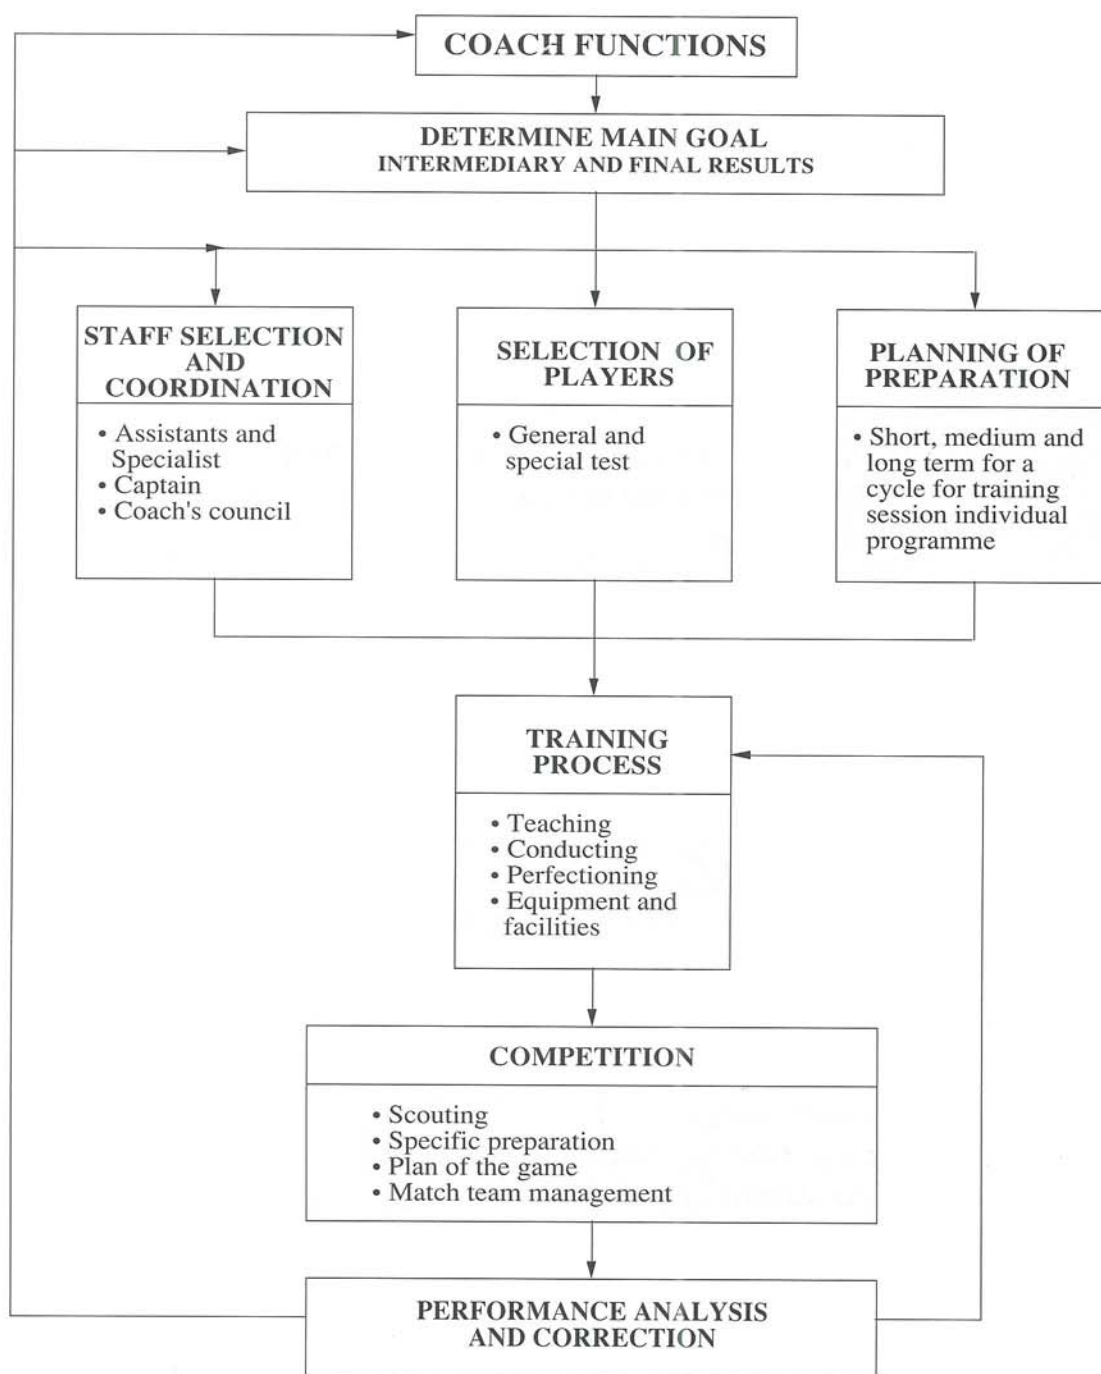 COACH FUNCTIONS
DETERMINE MAIN GOAL
INTERMEDIARY AND FINAL RESULTS
STAFF SELECTION
AND
COORDINATION
• Assistants and
Specialist
• Captain
• Coach's council
SELECTION OF
PLAYERS
• General and
special test
PLANNING OF
PREPARATION
• Short, medium and
long term for a
cycle for training
session individual
programme
TRAINING
PROCESS
• Teaching
• Conducting
• Perfectioning
• Equipment and
facilities
COMPETITION
• Scouting
• Specific preparation
• Plan of the game
• Match team management
PERFORMANCE ANALYSIS
AND CORRECTION